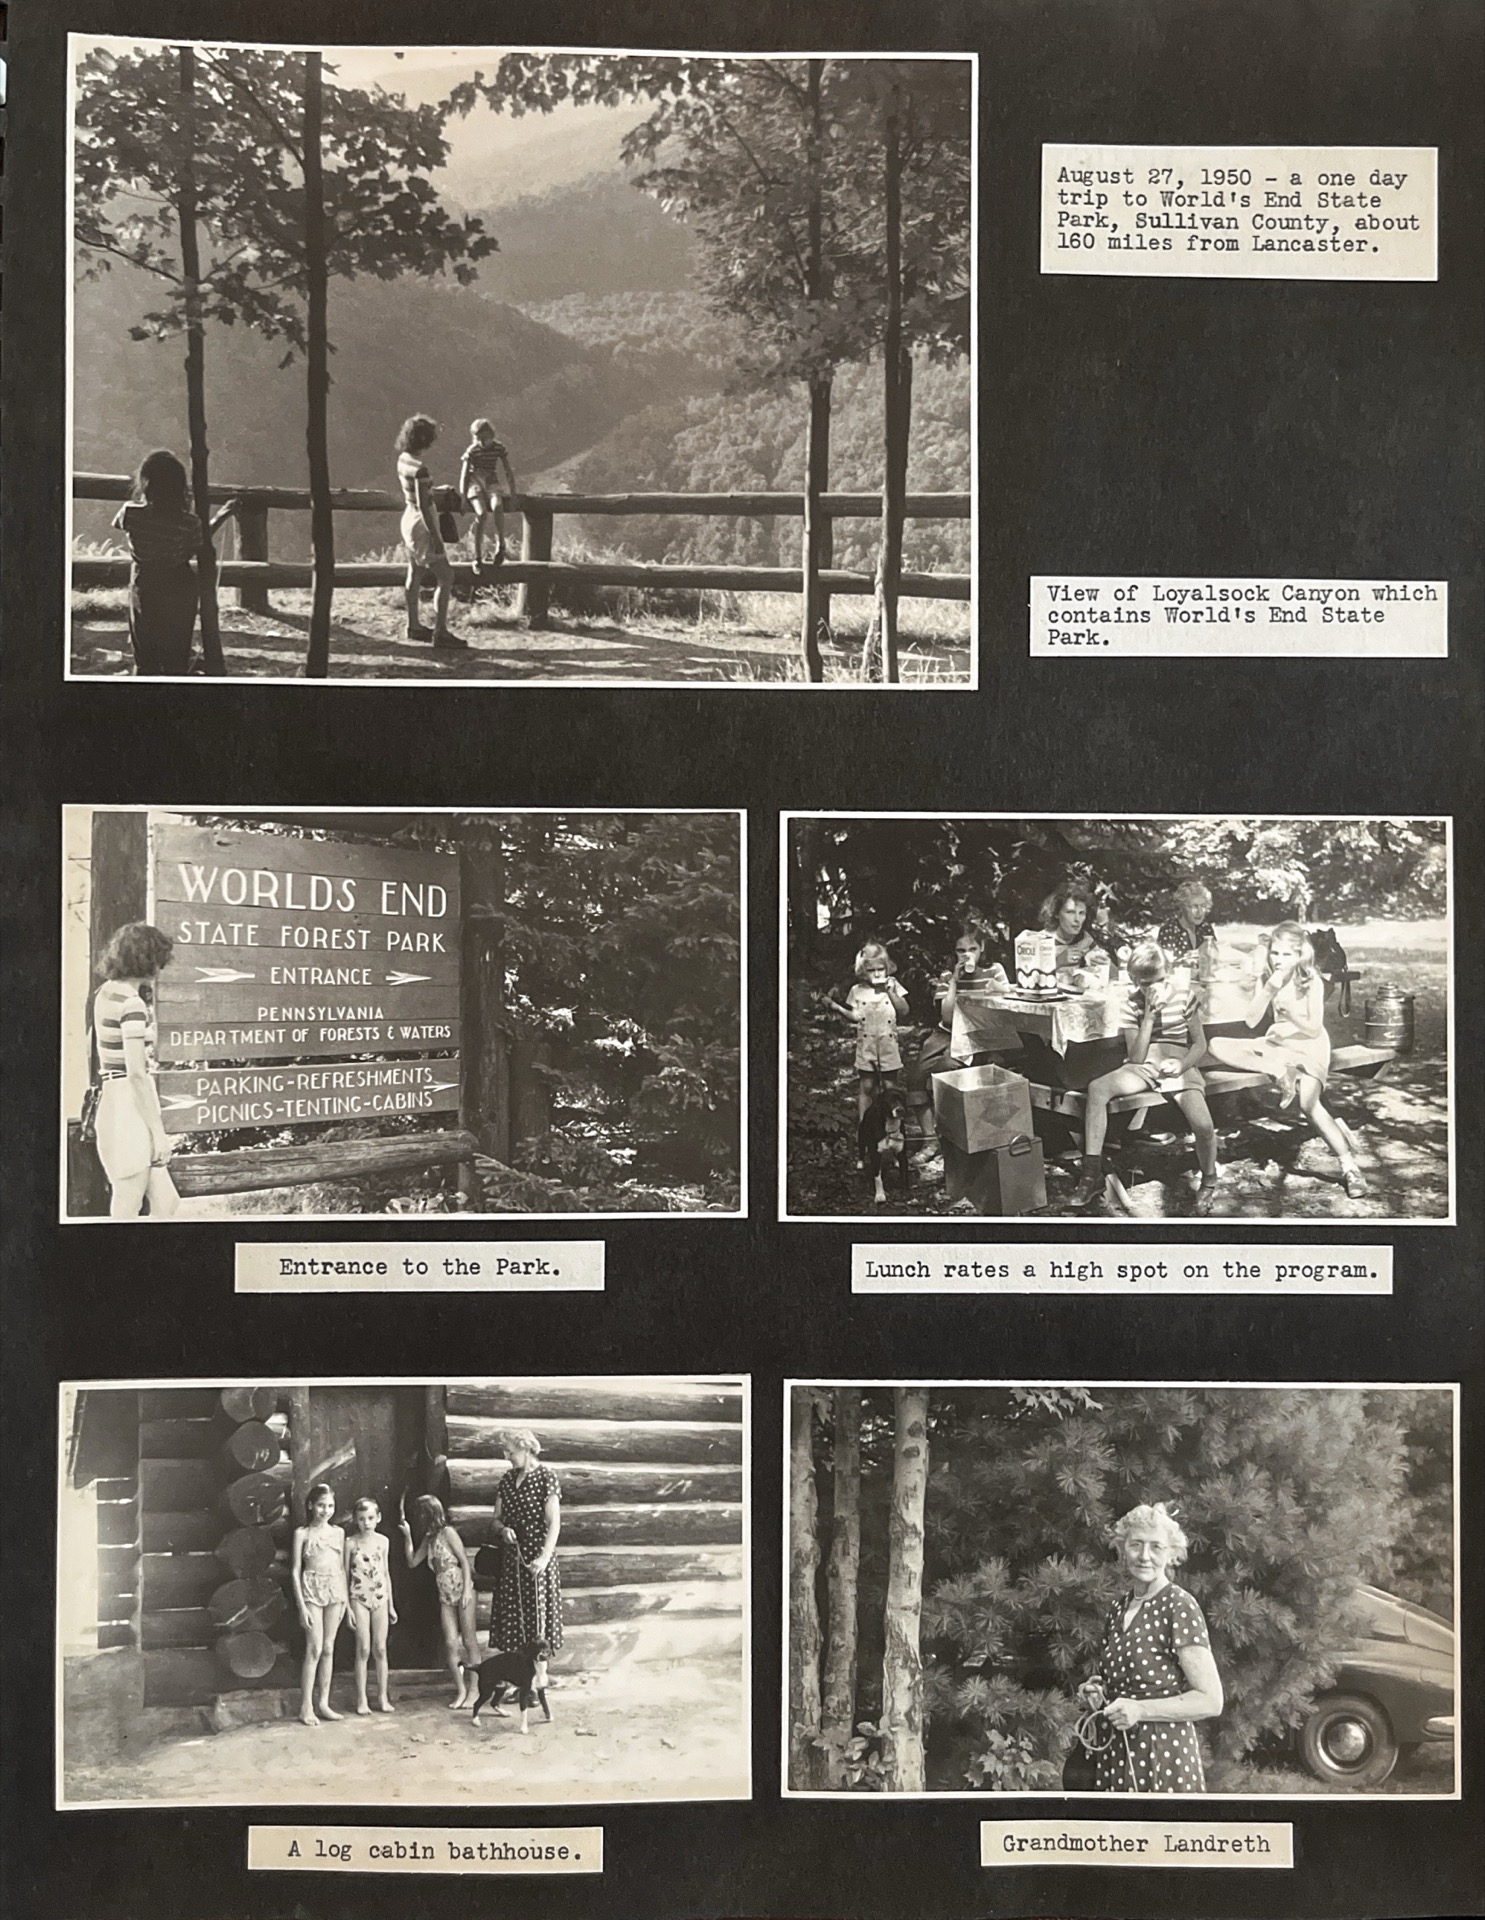 August 27, 1950 - a one day
trip to World's End State
Park, Sullivan County, about
160 miles from Lancaster.
View of Loyalsock Canyon which
contains World's End State
Park.
WORLDS END
STATE FOREST PARK
ENTRANCE
PENNSYLVANIA
DEPARTMENT OF FORESTS & WATERS
PARKING-REFRESHMENTS
PICNICS-TENTING-CABINS
Entrance to the Park.
Lunch rates a high spot on the program.
A log cabin bathhouse.
Grandmother Landreth